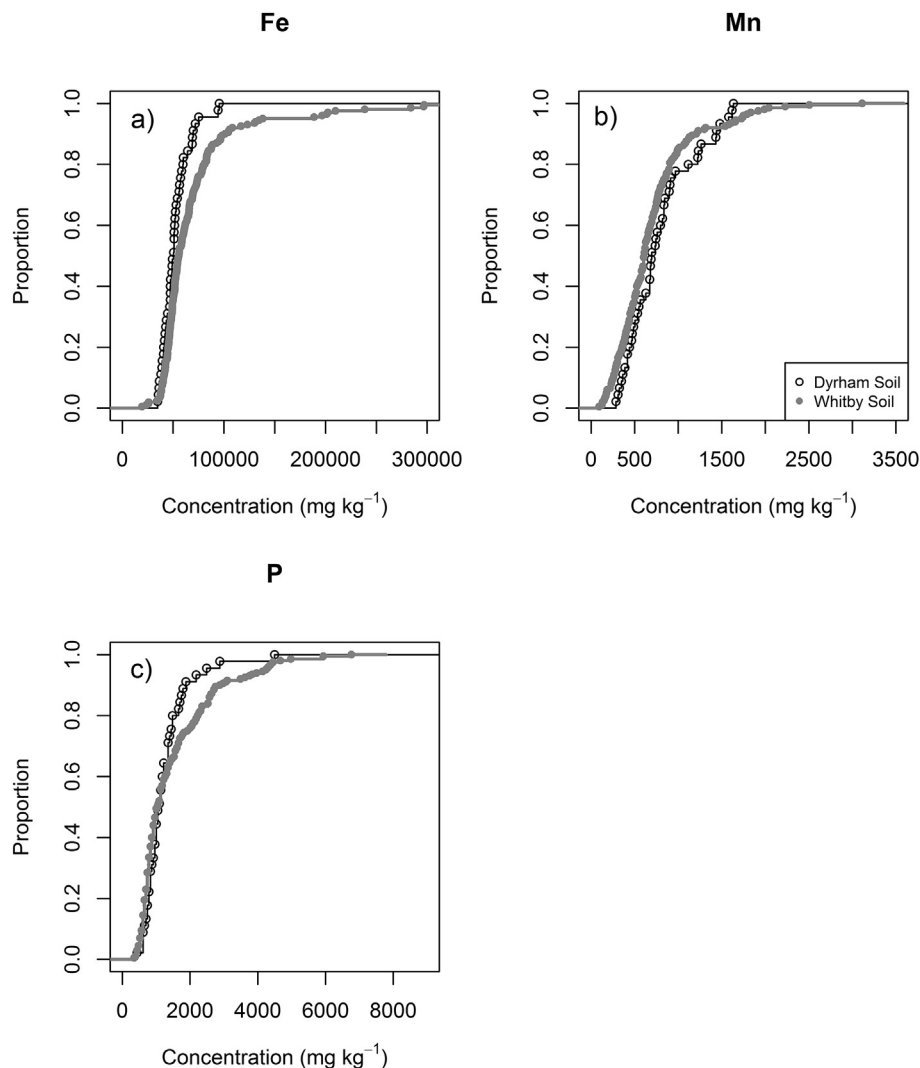 Fe
a)
Proportion
0.0 0.2 0.4 0.6 0.8 1.0
0 100000 200000 300000
Concentration (mg kg⁻¹)
Mn
b)
Proportion
0.0 0.2 0.4 0.6 0.8 1.0
Dyrham Soil
Whitby Soil
0 500 1500 2500 3500
Concentration (mg kg⁻¹)
P
c)
Proportion
0.0 0.2 0.4 0.6 0.8 1.0
0 2000 4000 6000 8000
Concentration (mg kg⁻¹)